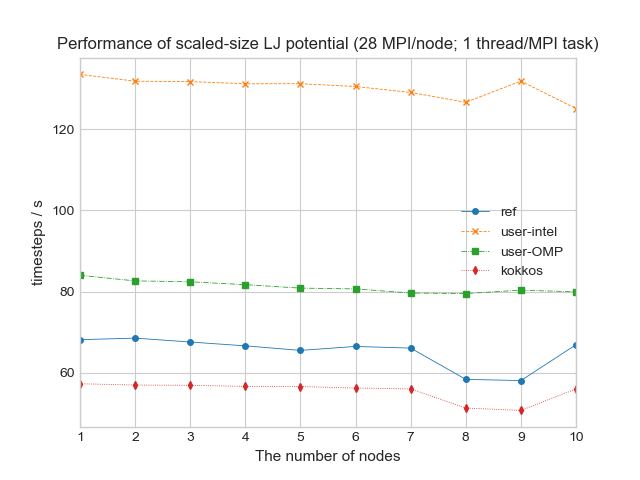 Performance of scaled-size LJ potential (28 MPI/node; 1 thread/MPI task)
timesteps / s
120
100
80
60
ref
user-intel
user-OMP
kokkos
1 2 3 4 5 6 7 8 9 10
The number of nodes